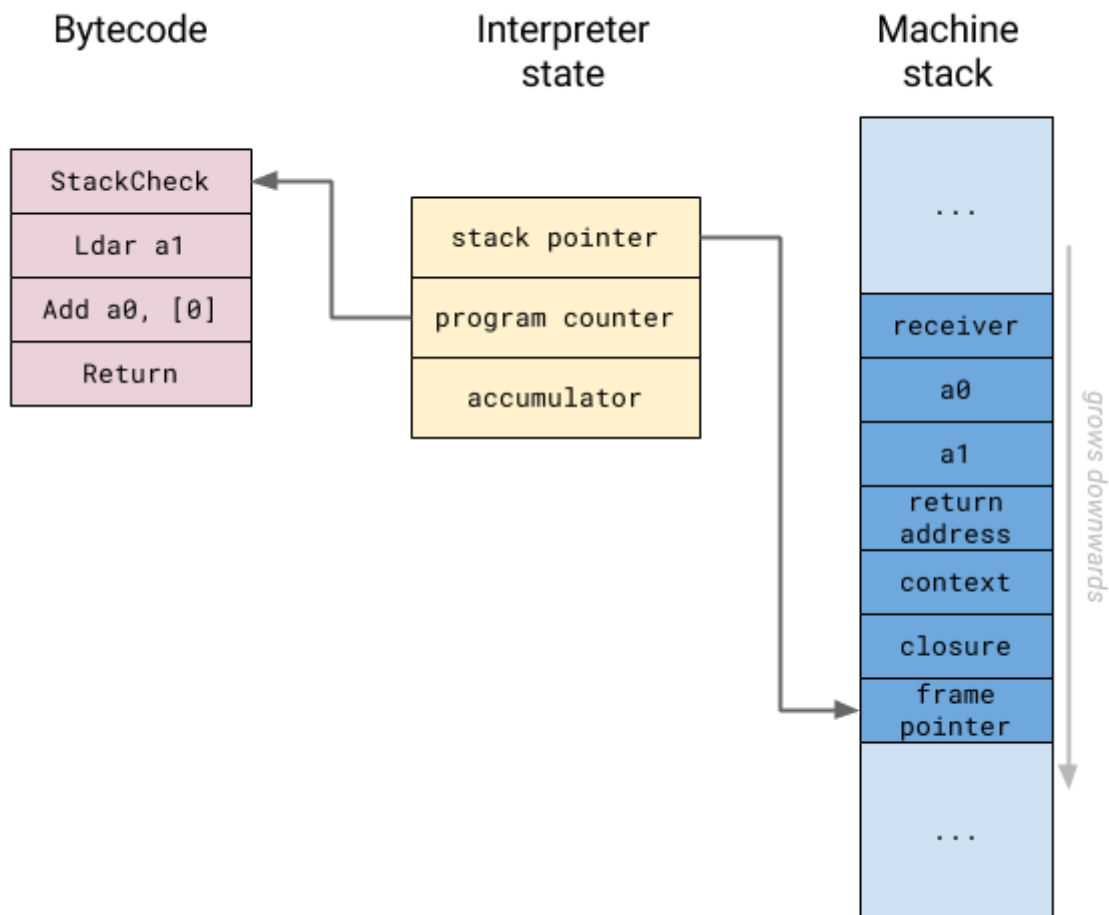 Bytecode
Interpreter
state
Machine
stack
StackCheck
Ldar a1
Add a0, [0]
Return
stack pointer
program counter
accumulator
...
receiver
a0
a1
return
address
context
closure
frame
pointer
...
grows downwards